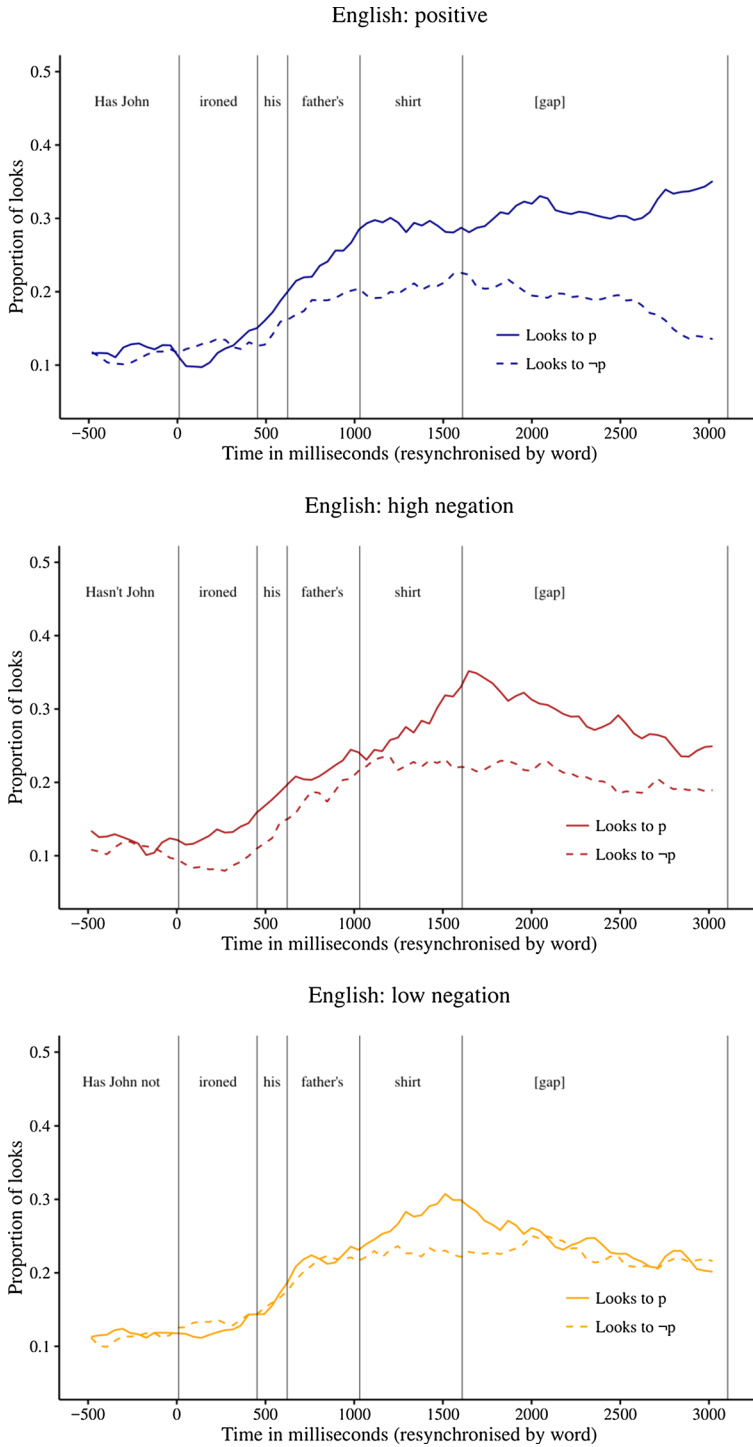 English: positive
0.5
Has John ironed his father's shirt [gap]
0.4
0.3
0.2
0.1
Proportion of looks
Looks to p
Looks to ¬p
−500 0 500 1000 1500 2000 2500 3000
Time in milliseconds (resynchronised by word)
English: high negation
0.5
Hasn't John ironed his father's shirt [gap]
0.4
0.3
0.2
0.1
Proportion of looks
Looks to p
Looks to ¬p
−500 0 500 1000 1500 2000 2500 3000
Time in milliseconds (resynchronised by word)
English: low negation
0.5
Has John not ironed his father's shirt [gap]
0.4
0.3
0.2
0.1
Proportion of looks
Looks to p
Looks to ¬p
−500 0 500 1000 1500 2000 2500 3000
Time in milliseconds (resynchronised by word)